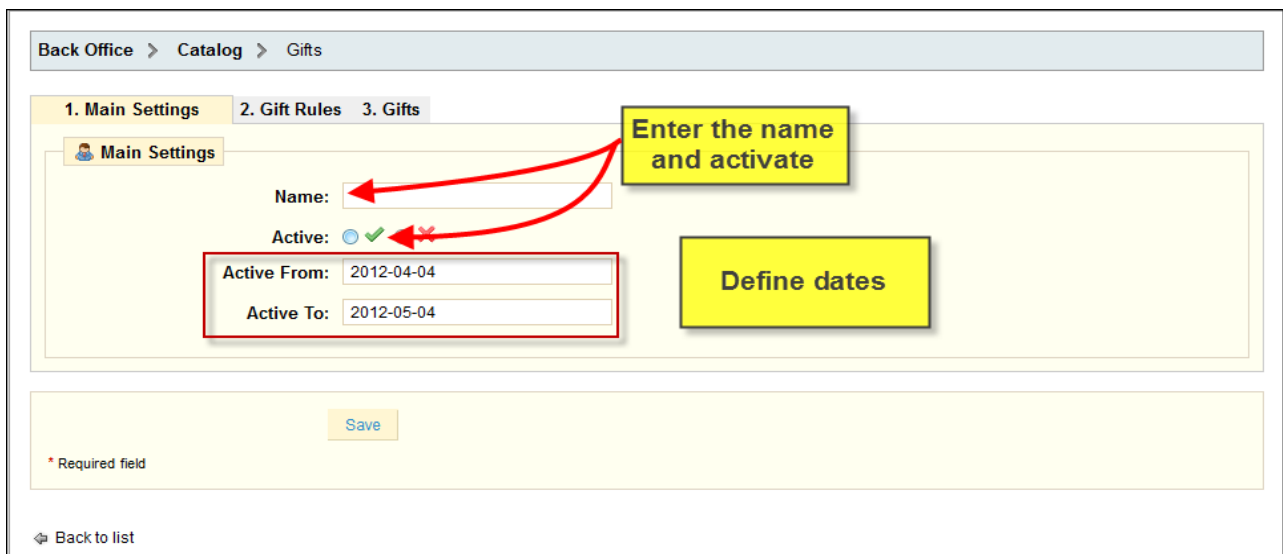 Back Office > Catalog > Gifts
1. Main Settings 2. Gift Rules 3. Gifts
Enter the name
and activate
Main Settings
Name:
Active:
Active From: 2012-04-04
Define dates
Active To: 2012-05-04
Save
* Required field
Back to list